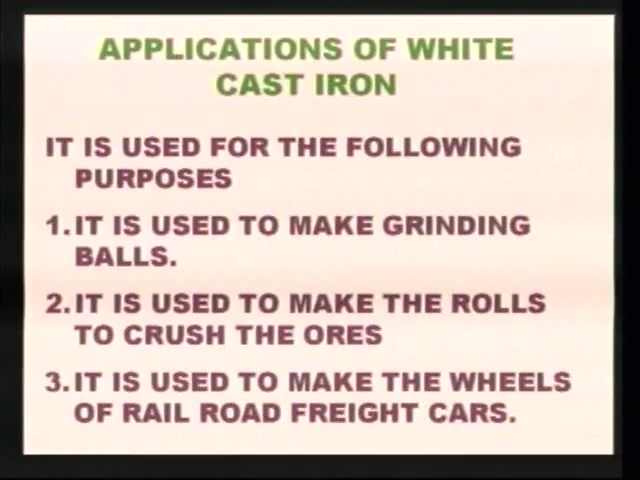 APPLICATIONS OF WHITE
CAST IRON
IT IS USED FOR THE FOLLOWING
PURPOSES
1. IT IS USED TO MAKE GRINDING
BALLS.
2. IT IS USED TO MAKE THE ROLLS
TO CRUSH THE ORES
3. IT IS USED TO MAKE THE WHEELS
OF RAIL ROAD FREIGHT CARS.